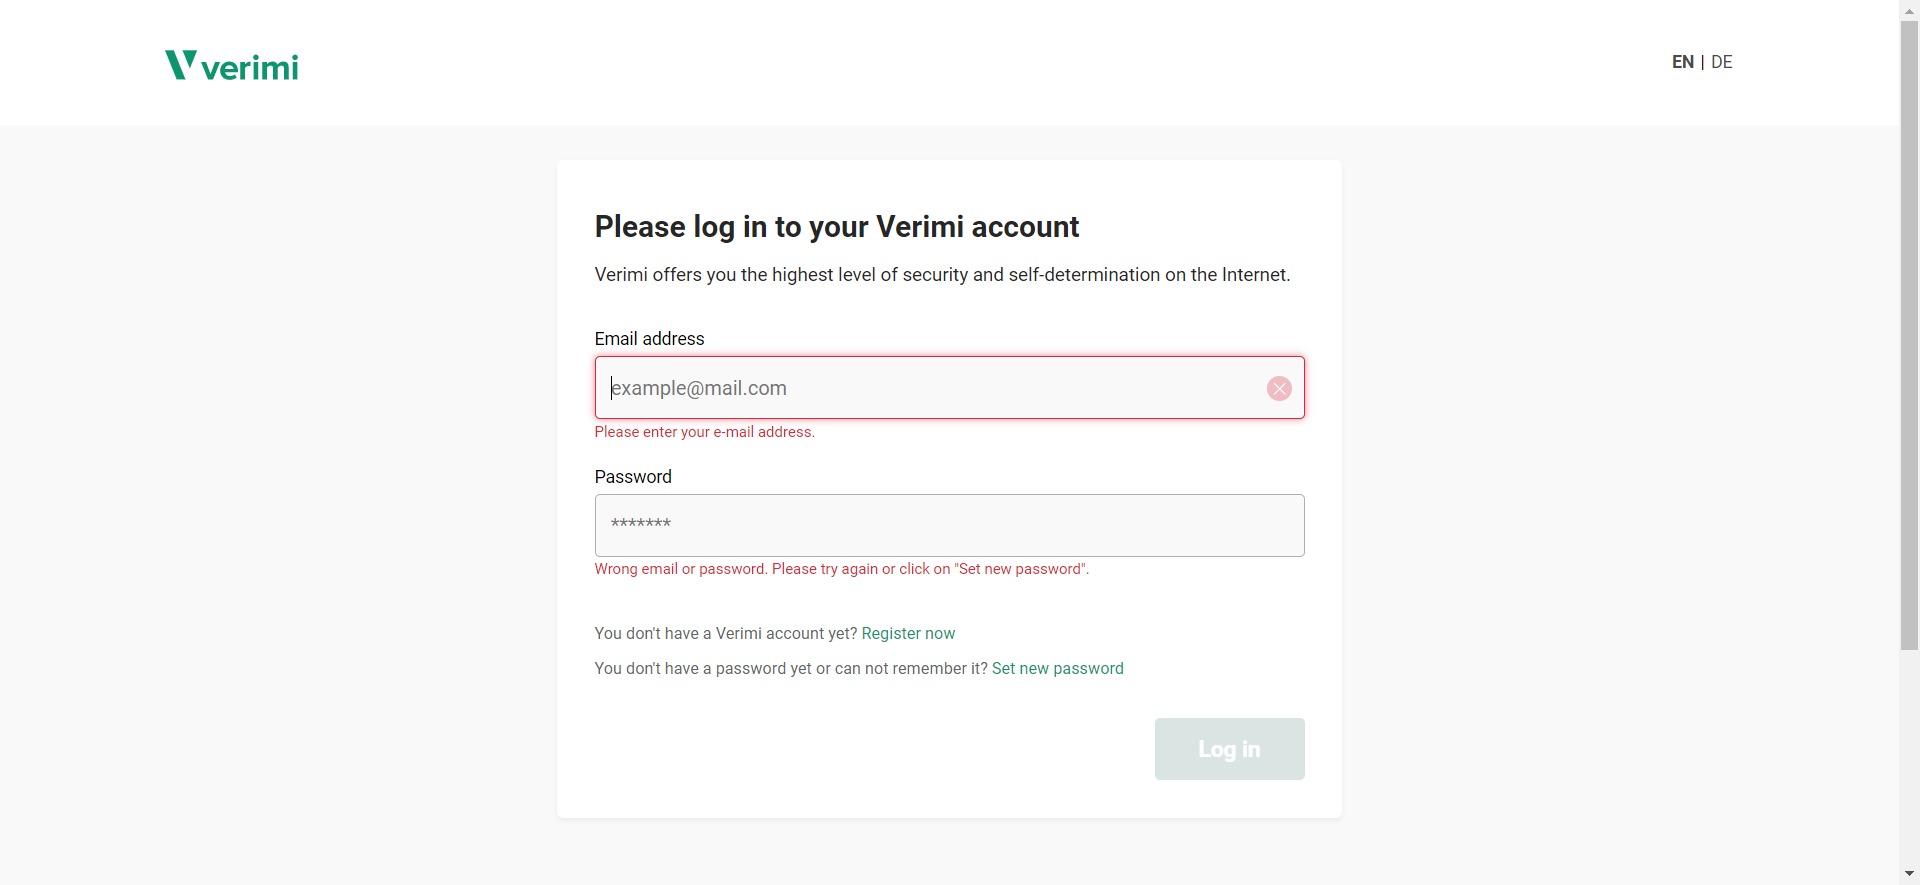 verimi
EN | DE
Please log in to your Verimi account
Verimi offers you the highest level of security and self-determination on the Internet.
Email address
example@mail.com
Please enter your e-mail address.
Password
*******
Wrong email or password. Please try again or click on "Set new password".
You don't have a Verimi account yet? Register now
You don't have a password yet or can not remember it? Set new password
Log in